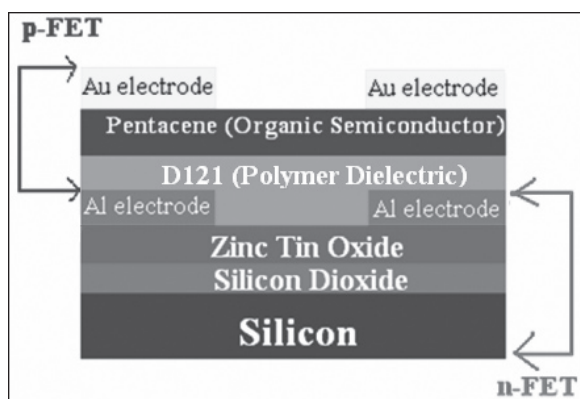 p-FET
Au electrode Au electrode
Pentacene (Organic Semiconductor)
D121 (Polymer Dielectric)
Al electrode Al electrode
Zinc Tin Oxide
Silicon Dioxide
Silicon
n-FET